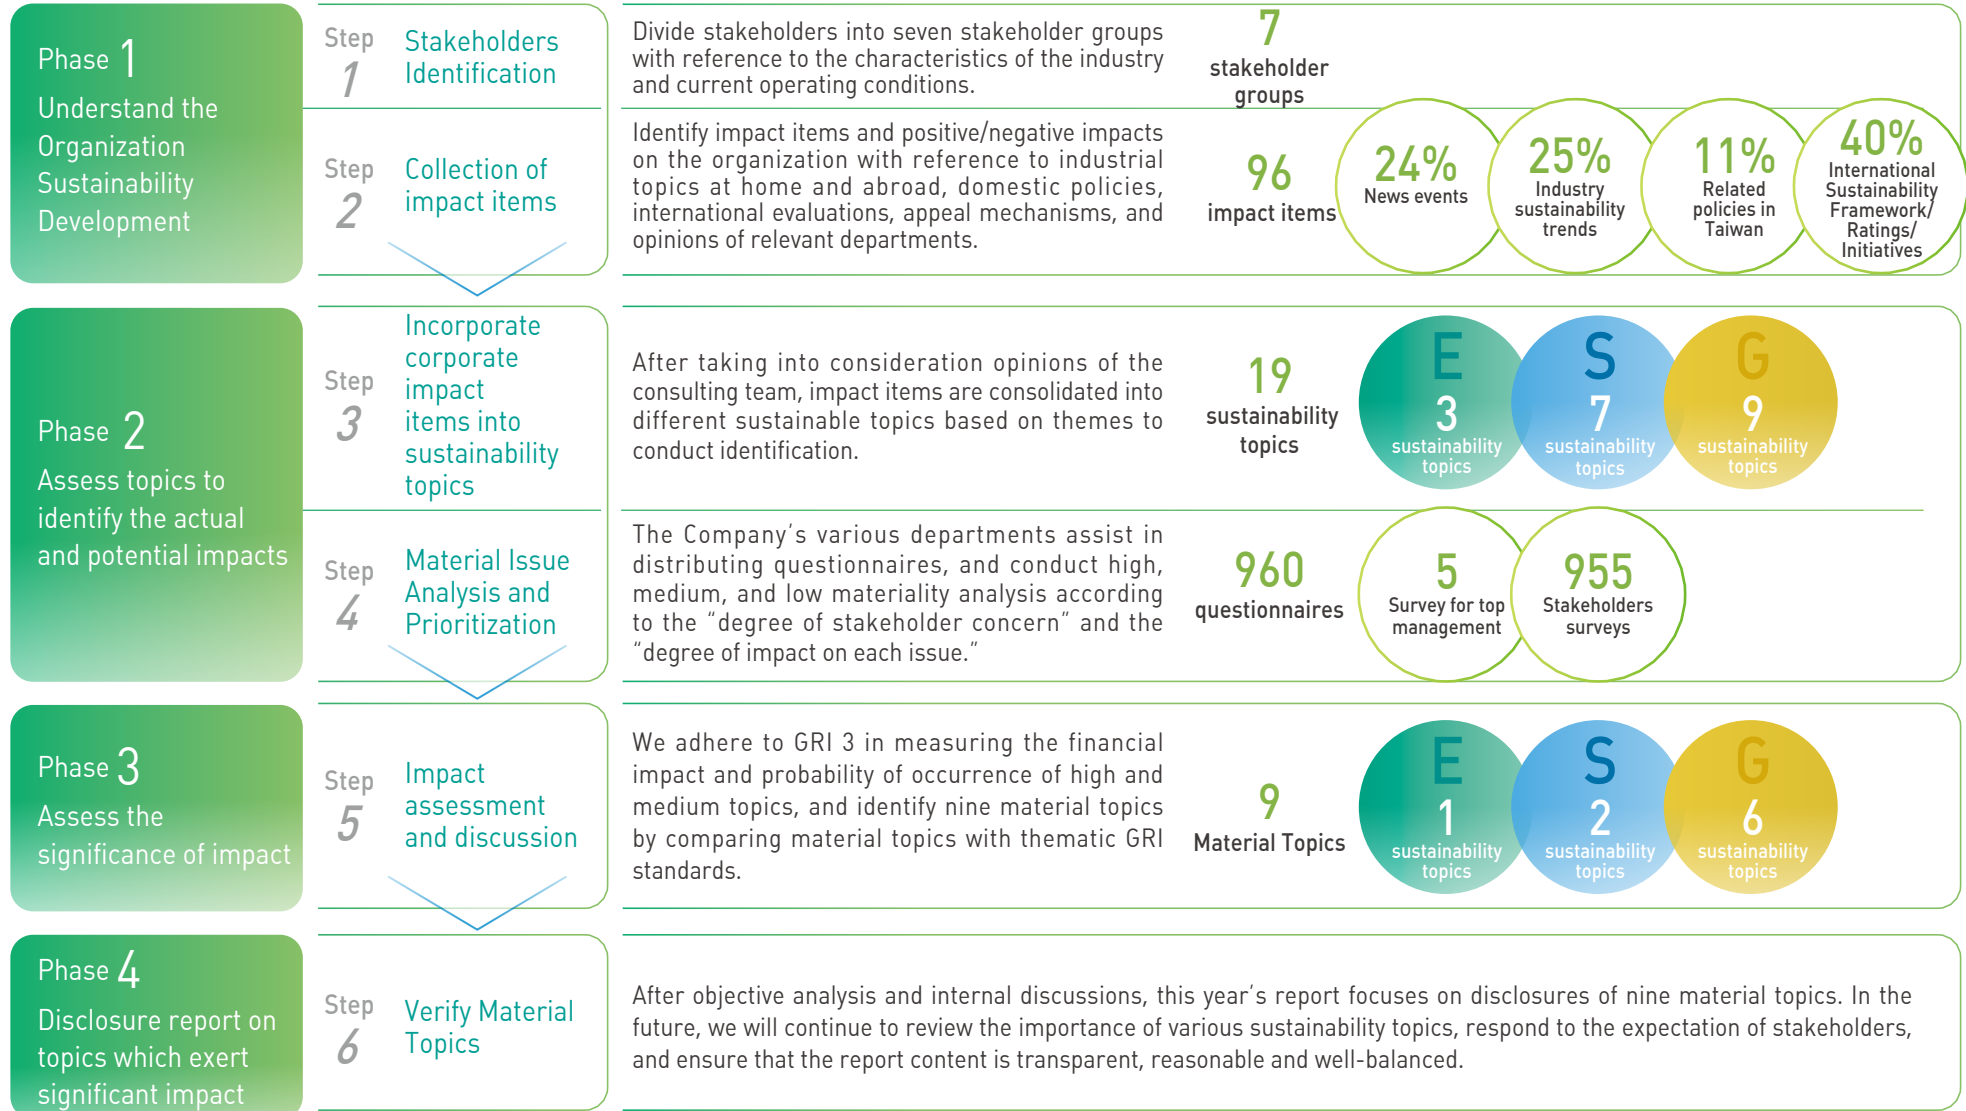 Phase 1
Understand the
Organization
Sustainability
Development
Step
1
Stakeholders
Identification
Divide stakeholders into seven stakeholder groups
with reference to the characteristics of the industry
and current operating conditions.
7
stakeholder
groups
Step
2
Collection of
impact items
Identify impact items and positive/negative impacts
on the organization with reference to industrial
topics at home and abroad, domestic policies,
international evaluations, appeal mechanisms, and
opinions of relevant departments.
96
impact items
24%
News events
25%
Industry
sustainability
trends
11%
Related
policies in
Taiwan
40%
International
Sustainability
Framework/
Ratings/
Initiatives
Phase 2
Assess topics to
identify the actual
and potential impacts
Step
3
Incorporate
corporate
impact
items into
sustainability
topics
After taking into consideration opinions of the
consulting team, impact items are consolidated into
different sustainable topics based on themes to
conduct identification.
19
sustainability
topics
E
3
sustainability
topics
S
7
sustainability
topics
G
9
sustainability
topics
Step
4
Material Issue
Analysis and
Prioritization
The Company's various departments assist in
distributing questionnaires, and conduct high,
medium, and low materiality analysis according
to the "degree of stakeholder concern" and the
"degree of impact on each issue."
960
questionnaires
5
Survey for top
management
955
Stakeholders
surveys
Phase 3
Assess the
significance of impact
Step
5
Impact
assessment
and discussion
We adhere to GRI 3 in measuring the financial
impact and probability of occurrence of high and
medium topics, and identify nine material topics
by comparing material topics with thematic GRI
standards.
9
Material Topics
E
1
sustainability
topics
S
2
sustainability
topics
G
6
sustainability
topics
Phase 4
Disclosure report on
topics which exert
significant impact
Step
6
Verify Material
Topics
After objective analysis and internal discussions, this year's report focuses on disclosures of nine material topics. In the
future, we will continue to review the importance of various sustainability topics, respond to the expectation of stakeholders,
and ensure that the report content is transparent, reasonable and well-balanced.